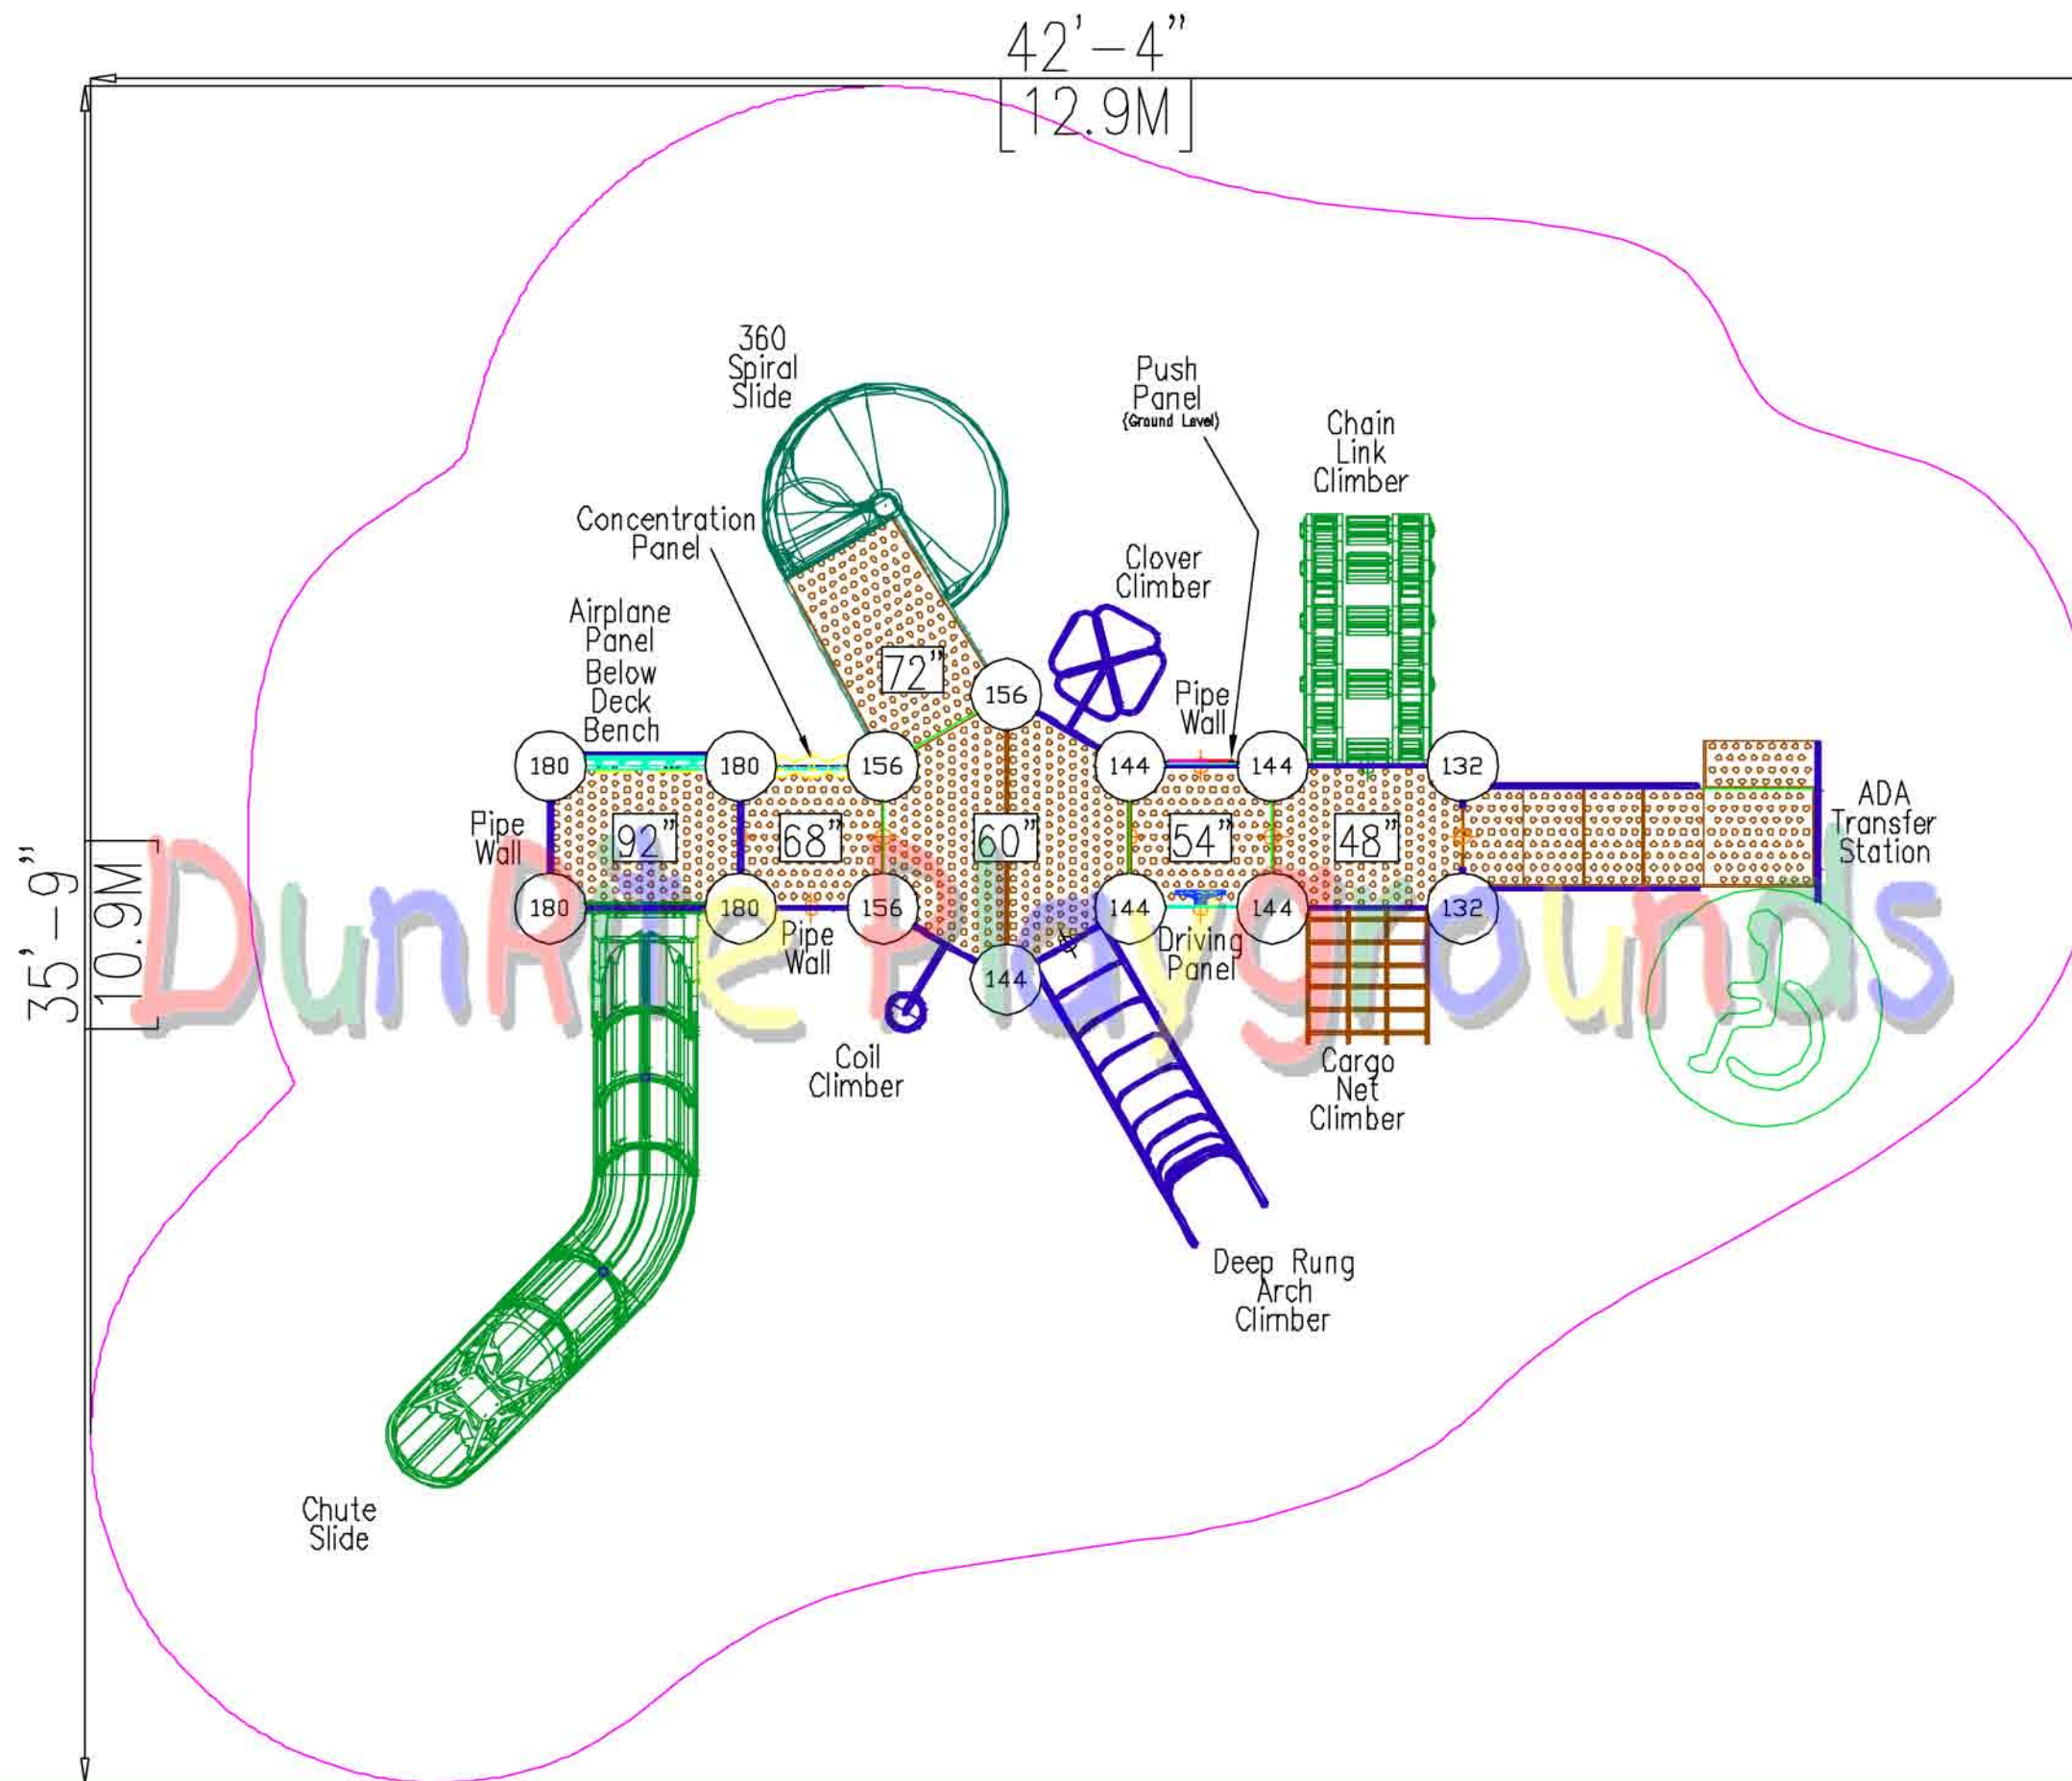 42'-4"
[12.9M]
35'-9"
10.9M
360
Spiral
Slide
Push
Panel
(Ground Level)
Chain
Link
Climber
Concentration
Panel
Clover
Climber
Airplane
Panel
Below
Deck
Bench
Pipe
Wall
72"
156
180
180
156
144
144
132
ADA
Transfer
Station
Pipe
Wall
92"
68"
60"
54"
48"
DunRite Playgrounds
180
180
156
144
144
132
Pipe
Wall
Driving
Panel
144
Coil
Climber
Cargo
Net
Climber
Deep Rung
Arch
Climber
Chute
Slide